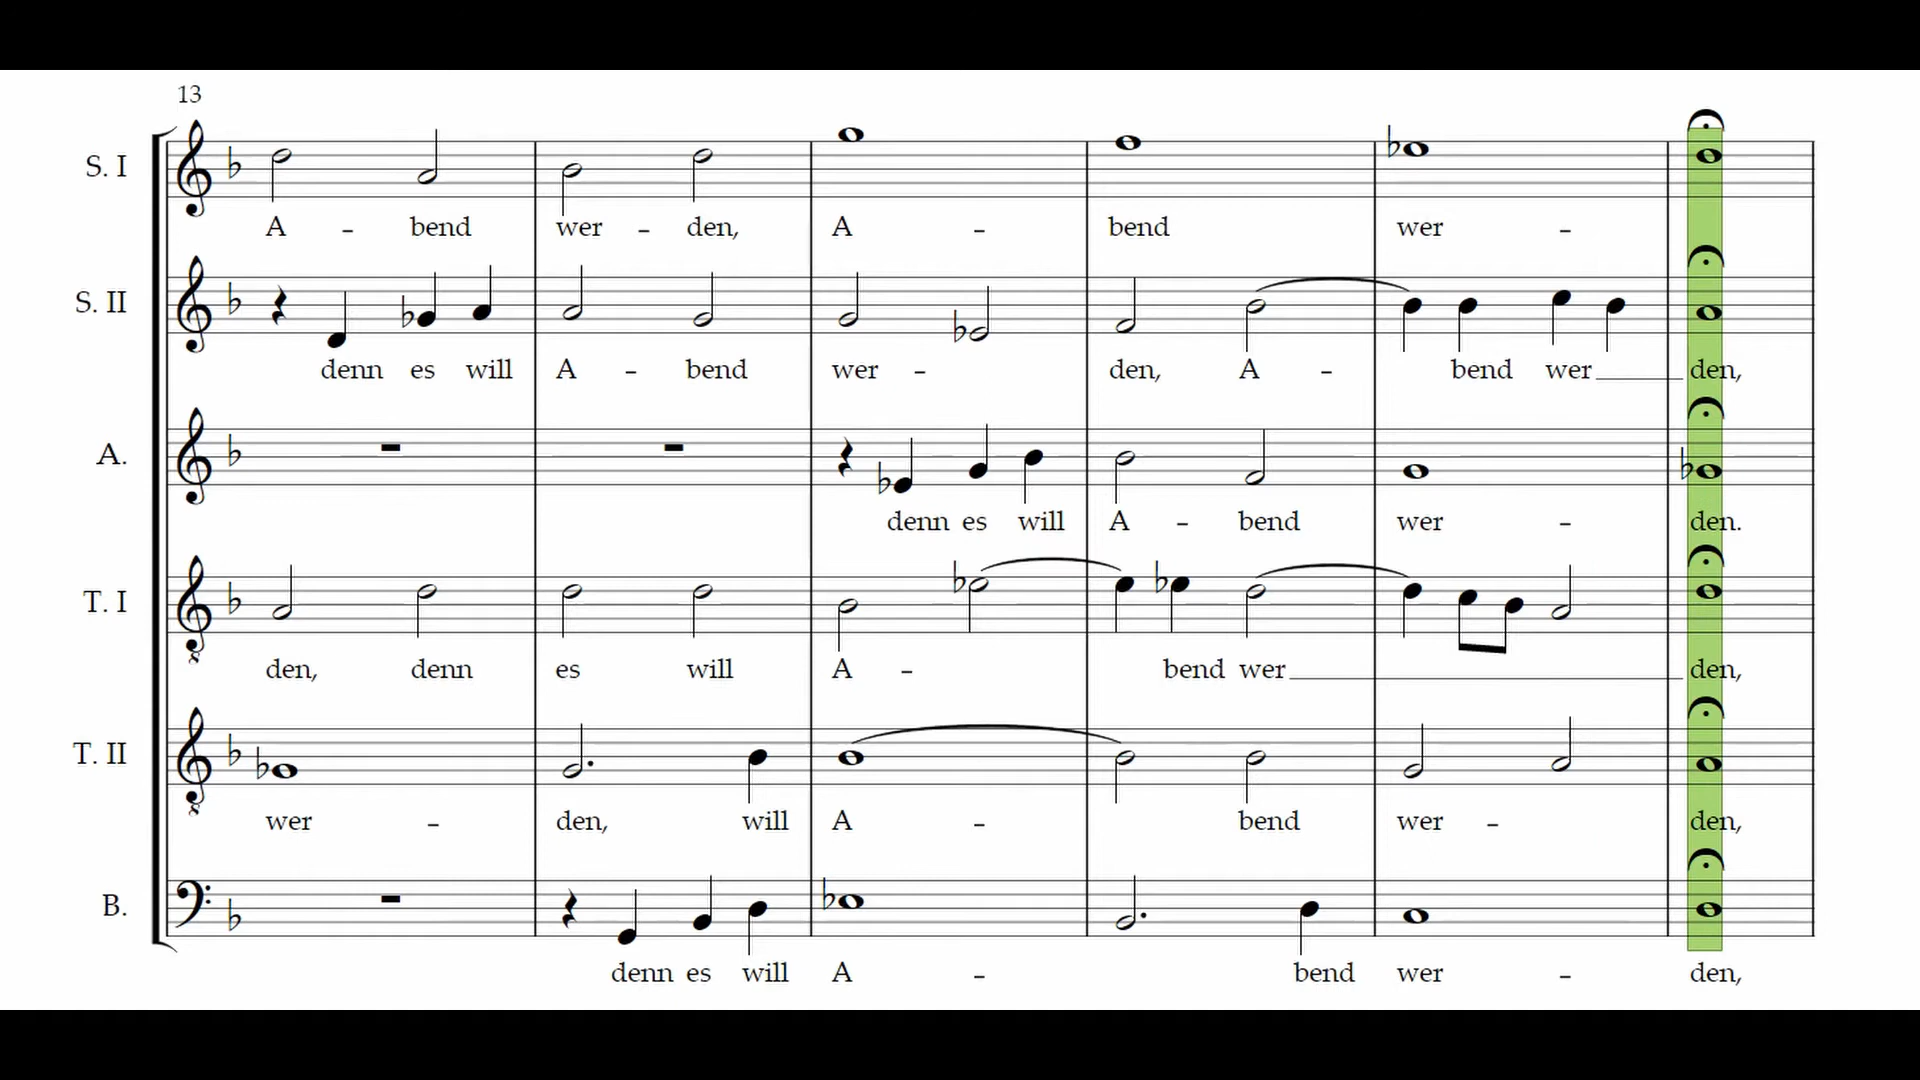 13
S. I
A - bend wer - den, A - bend wer -
S. II
denn es will A - bend wer - den, A - bend wer den,
A.
denn es will A - bend wer - den.
T. I
den, denn es will A - bend wer den,
8
T. II
wer - den, will A - bend wer - den,
8
B.
denn es will A - bend wer - den,